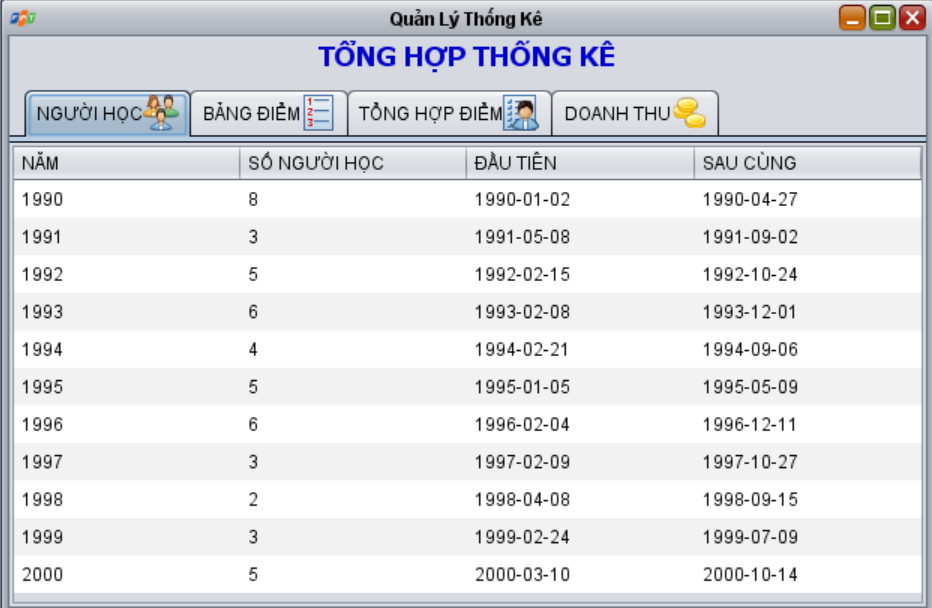 Quản Lý Thống Kê
TỔNG HỢP THỐNG KÊ
NGƯỜI HỌC BẢNG ĐIỂM TỔNG HỢP ĐIỂM DOANH THU
NĂM SỐ NGƯỜI HỌC ĐẦU TIÊN SAU CÙNG
1990 8 1990-01-02 1990-04-27
1991 3 1991-05-08 1991-09-02
1992 5 1992-02-15 1992-10-24
1993 6 1993-02-08 1993-12-01
1994 4 1994-02-21 1994-09-06
1995 5 1995-01-05 1995-05-09
1996 6 1996-02-04 1996-12-11
1997 3 1997-02-09 1997-10-27
1998 2 1998-04-08 1998-09-15
1999 3 1999-02-24 1999-07-09
2000 5 2000-03-10 2000-10-14